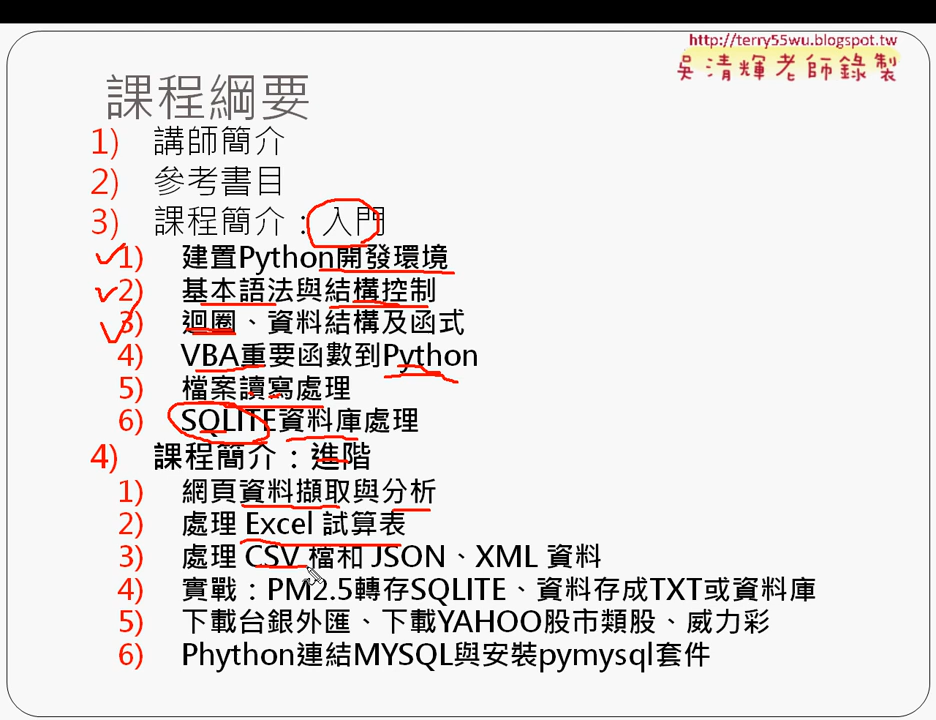 http://terry55wu.blogspot.tw
吳清輝老師錄製
課程綱要
1) 講師簡介
2) 參考書目
3) 課程簡介：入門
1) 建置Python開發環境
2) 基本語法與結構控制
3) 迴圈、資料結構及函式
4) VBA重要函數到Python
5) 檔案讀寫處理
6) SQLITE資料庫處理
4) 課程簡介：進階
1) 網頁資料擷取與分析
2) 處理 Excel 試算表
3) 處理 CSV 檔和 JSON、XML 資料
4) 實戰：PM2.5轉存SQLITE、資料存成TXT或資料庫
5) 下載台銀外匯、下載YAHOO股市類股、威力彩
6) Phython連結MYSQL與安裝pymysql套件